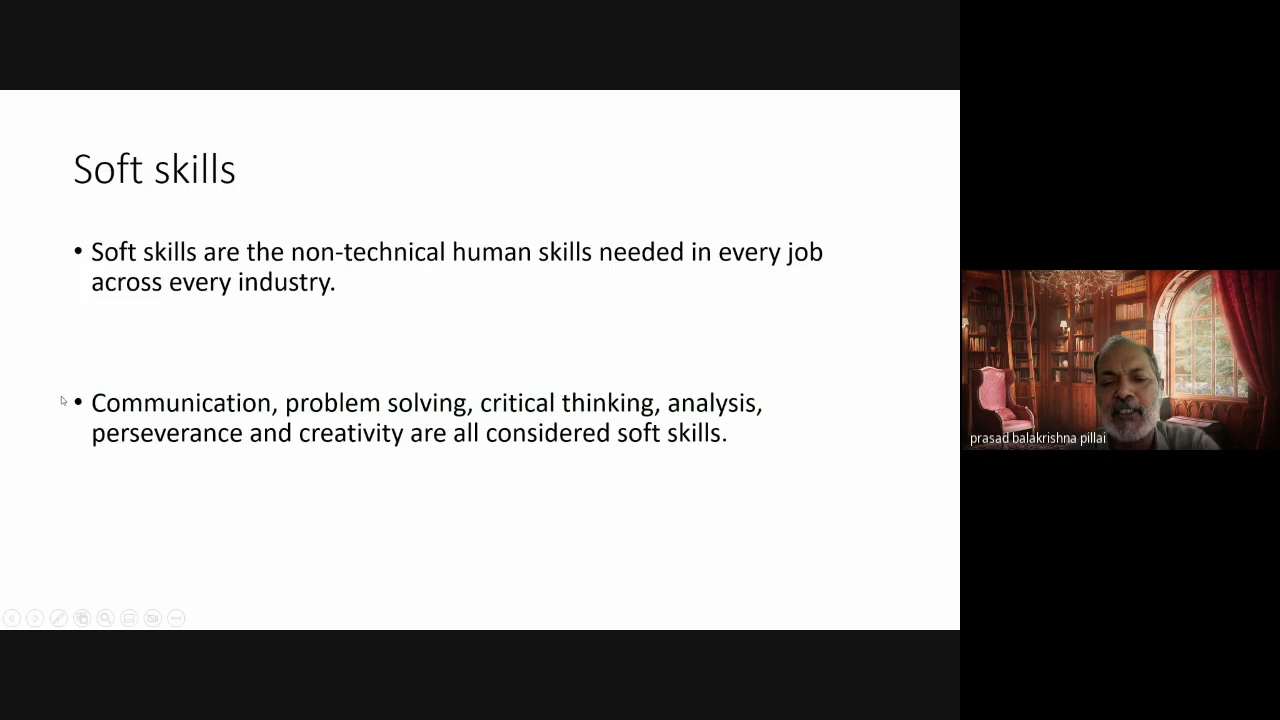 Soft skills
• Soft skills are the non-technical human skills needed in every job
across every industry.
• Communication, problem solving, critical thinking, analysis,
perseverance and creativity are all considered soft skills.
prasad balakrishna pillai